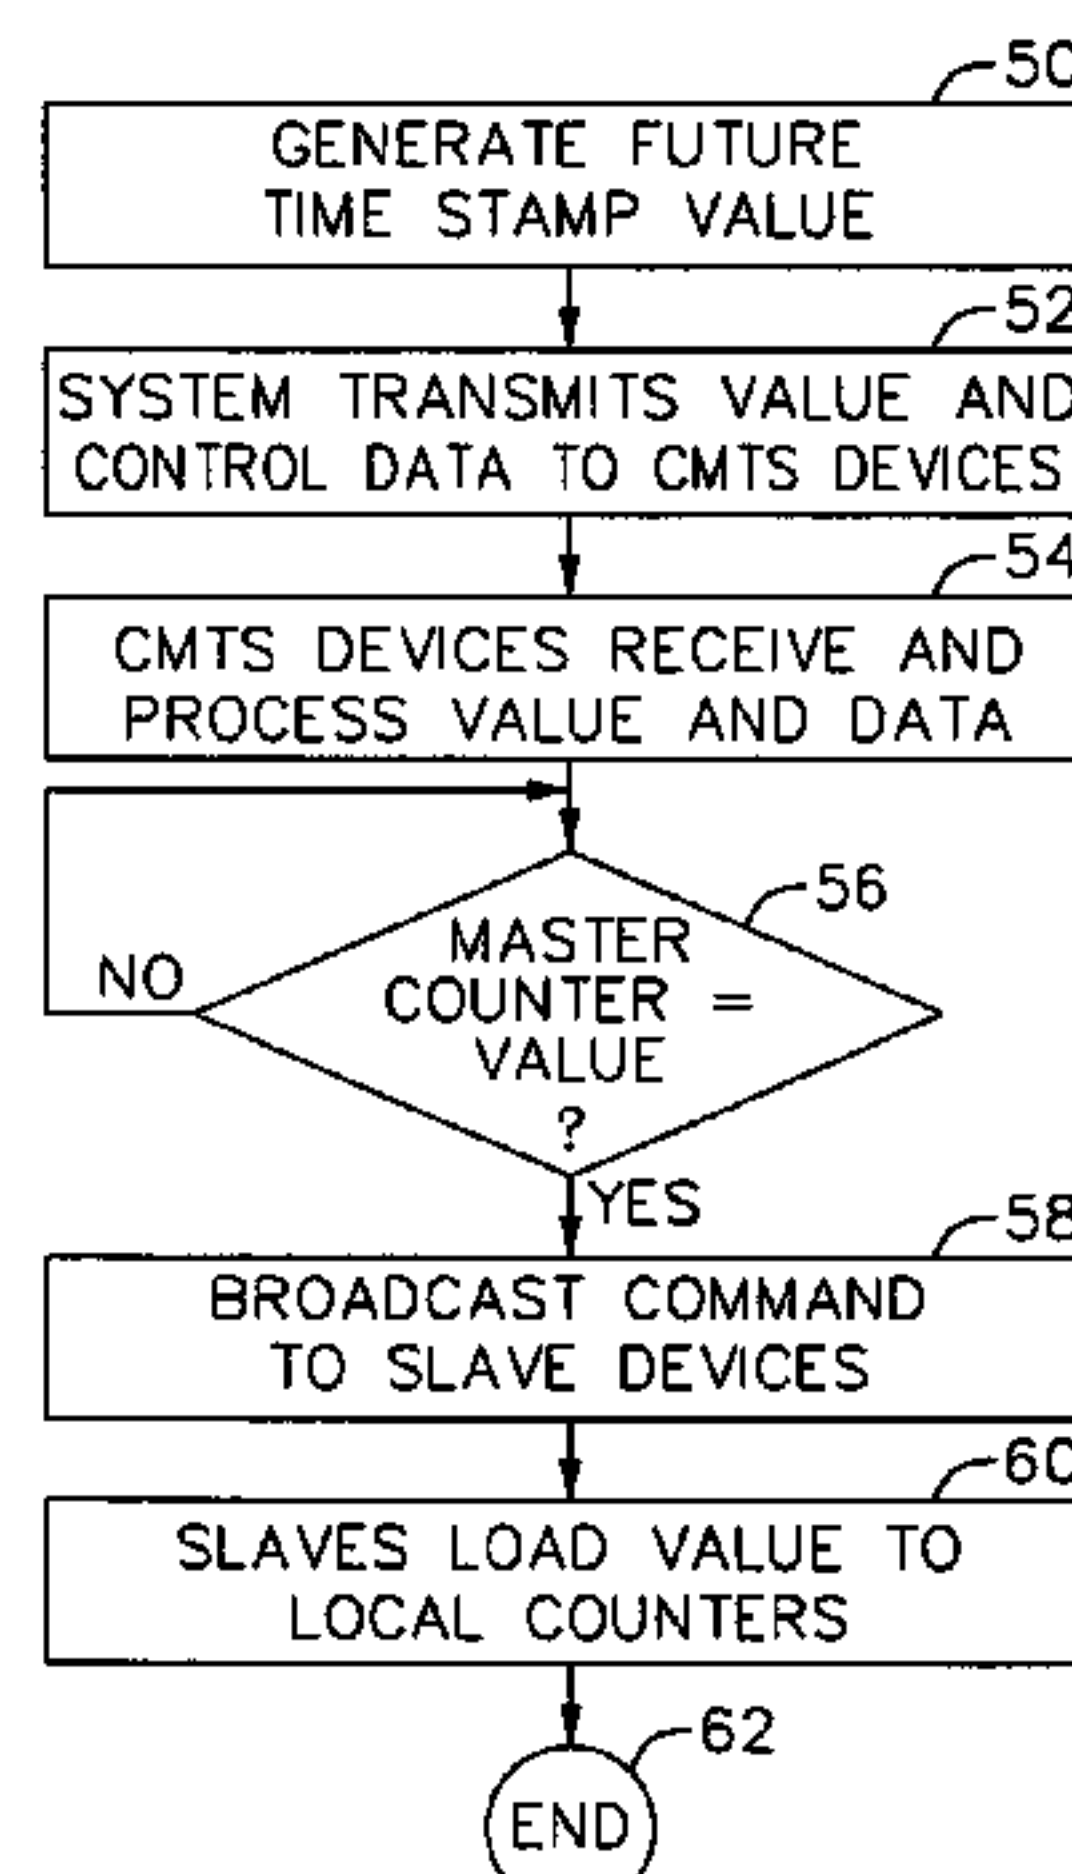 50
GENERATE FUTURE
TIME STAMP VALUE
52
SYSTEM TRANSMITS VALUE AND
CONTROL DATA TO CMTS DEVICES
54
CMTS DEVICES RECEIVE AND
PROCESS VALUE AND DATA
56
MASTER
COUNTER =
VALUE
?
NO
YES
58
BROADCAST COMMAND
TO SLAVE DEVICES
60
SLAVES LOAD VALUE TO
LOCAL COUNTERS
62
END